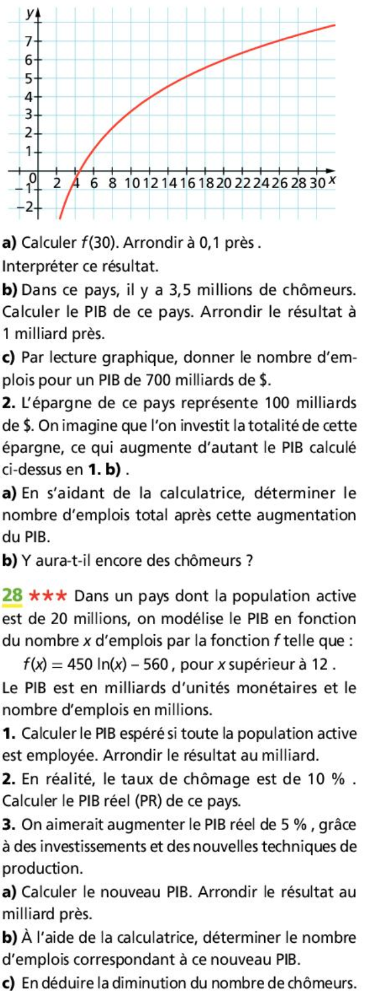 y
7
6
5
4
3
2
1
0 2 4 6 8 10 12 14 16 18 20 22 24 26 28 30 x
– 1
–2
a) Calculer f(30). Arrondir à 0,1 près .
Interpréter ce résultat.
b) Dans ce pays, il y a 3,5 millions de chômeurs.
Calculer le PIB de ce pays. Arrondir le résultat à
1 milliard près.
c) Par lecture graphique, donner le nombre d’em-
plois pour un PIB de 700 milliards de $.
2. L’épargne de ce pays représente 100 milliards
de $. On imagine que l’on investit la totalité de cette
épargne, ce qui augmente d’autant le PIB calculé
ci-dessus en 1. b) .
a) En s’aidant de la calculatrice, déterminer le
nombre d’emplois total après cette augmentation
du PIB.
b) Y aura-t-il encore des chômeurs ?
28 *** Dans un pays dont la population active
est de 20 millions, on modélise le PIB en fonction
du nombre x d’emplois par la fonction f telle que :
f(x) = 450 ln(x) – 560 , pour x supérieur à 12 .
Le PIB est en milliards d’unités monétaires et le
nombre d’emplois en millions.
1. Calculer le PIB espéré si toute la population active
est employée. Arrondir le résultat au milliard.
2. En réalité, le taux de chômage est de 10 % .
Calculer le PIB réel (PR) de ce pays.
3. On aimerait augmenter le PIB réel de 5 % , grâce
à des investissements et des nouvelles techniques de
production.
a) Calculer le nouveau PIB. Arrondir le résultat au
milliard près.
b) À l’aide de la calculatrice, déterminer le nombre
d’emplois correspondant à ce nouveau PIB.
c) En déduire la diminution du nombre de chômeurs.